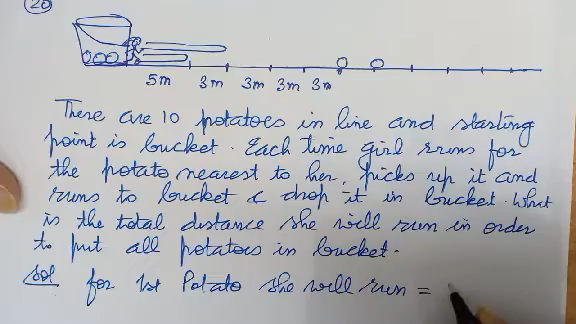 20
5m 3m 3m 3m 3m
There are 10 potatoes in line and starting
point is bucket. Each time girl runs for
the potato nearest to her, picks up it and
runs to bucket & drop it in bucket. What
is the total distance she will run in order
to put all potatoes in bucket.
Sol for 1st Potato she will run =